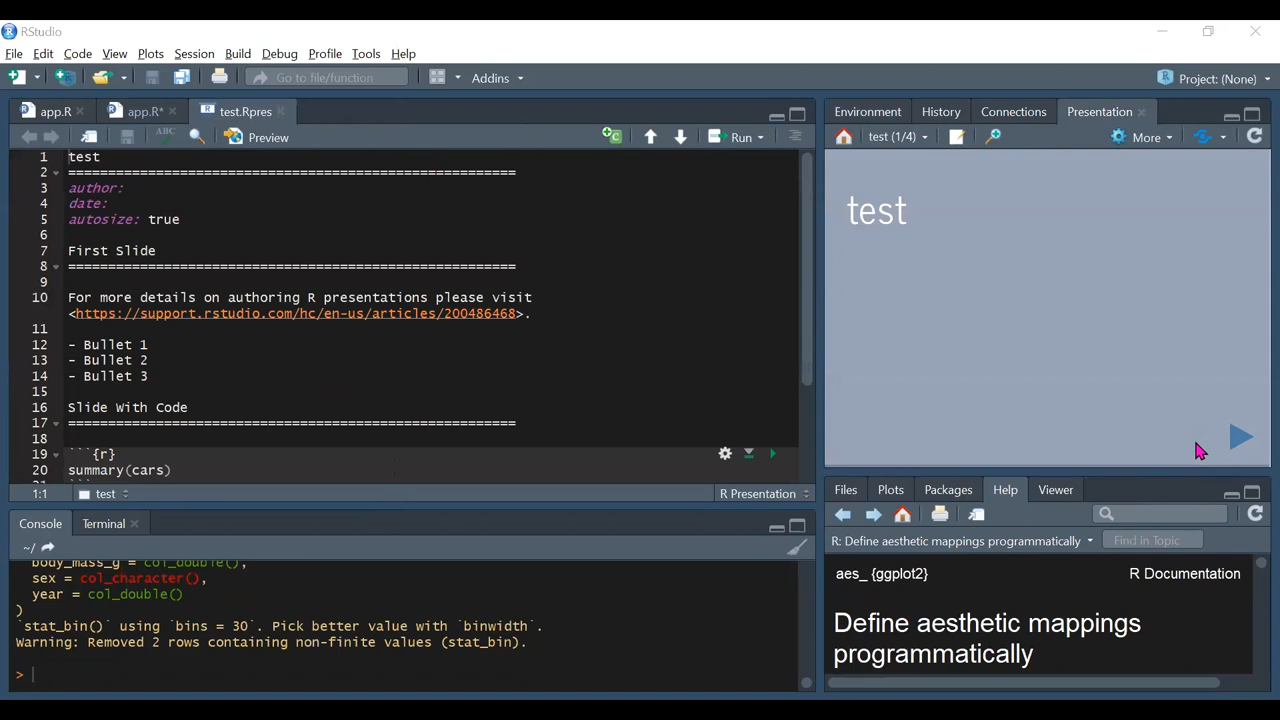 RStudio
File Edit Code View Plots Session Build Debug Profile Tools Help
Go to file/function Addins Project: (None)
app.R app.R* test.Rpres
ABC Preview Run
1 test
2 ========================================================
3 author:
4 date:
5 autosize: true
6
7 First Slide
8 ========================================================
9
10 For more details on authoring R presentations please visit
<https://support.rstudio.com/hc/en-us/articles/200486468>.
11
12 - Bullet 1
13 - Bullet 2
14 - Bullet 3
15
16 Slide With Code
17 ========================================================
18
19 ```{r}
20 summary(cars)
21 ```
1:1 test R Presentation
Console Terminal
~/
body_mass_g = col_double(),
sex = col_character(),
year = col_double()
)
`stat_bin()` using `bins = 30`. Pick better value with `binwidth`.
Warning: Removed 2 rows containing non-finite values (stat_bin).
>
Environment History Connections Presentation
test (1/4) More
test
Files Plots Packages Help Viewer
R: Define aesthetic mappings programmatically Find in Topic
aes_ {ggplot2} R Documentation
Define aesthetic mappings
programmatically